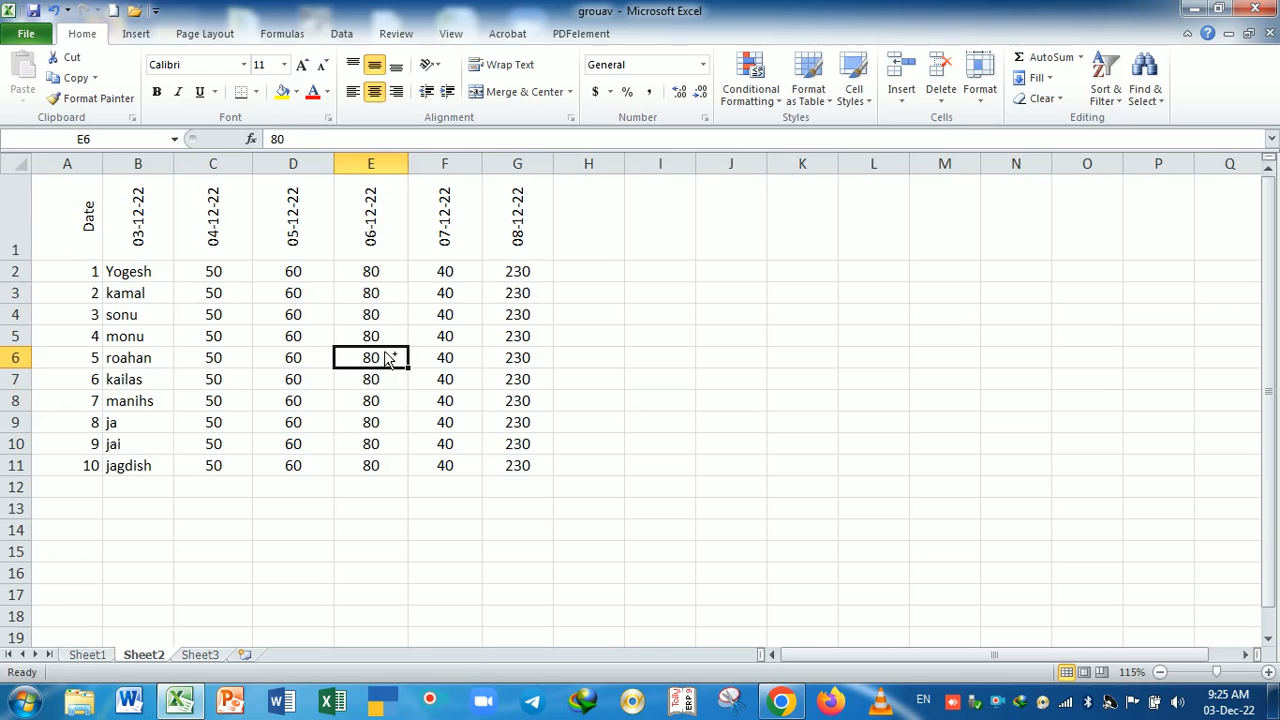 grouav - Microsoft Excel
File Home Insert Page Layout Formulas Data Review View Acrobat PDFelement
Cut
Copy
Format Painter
Paste
Clipboard
Calibri 11
B I U
Font
Wrap Text
Merge & Center
Alignment
General
$ % ,
Number
Conditional Formatting
Format as Table
Cell Styles
Styles
Insert Delete Format
Cells
AutoSum
Fill
Clear
Sort & Filter
Find & Select
Editing
E6 fx 80
A B C D E F G H I J K L M N O P Q
1 Date 03-12-22 04-12-22 05-12-22 06-12-22 07-12-22 08-12-22
2 1 Yogesh 50 60 80 40 230
3 2 kamal 50 60 80 40 230
4 3 sonu 50 60 80 40 230
5 4 monu 50 60 80 40 230
6 5 roahan 50 60 80 40 230
7 6 kailas 50 60 80 40 230
8 7 manihs 50 60 80 40 230
9 8 ja 50 60 80 40 230
10 9 jai 50 60 80 40 230
11 10 jagdish 50 60 80 40 230
12
13
14
15
16
17
18
19
Sheet1 Sheet2 Sheet3
Ready 115%
EN 9:25 AM
03-Dec-22